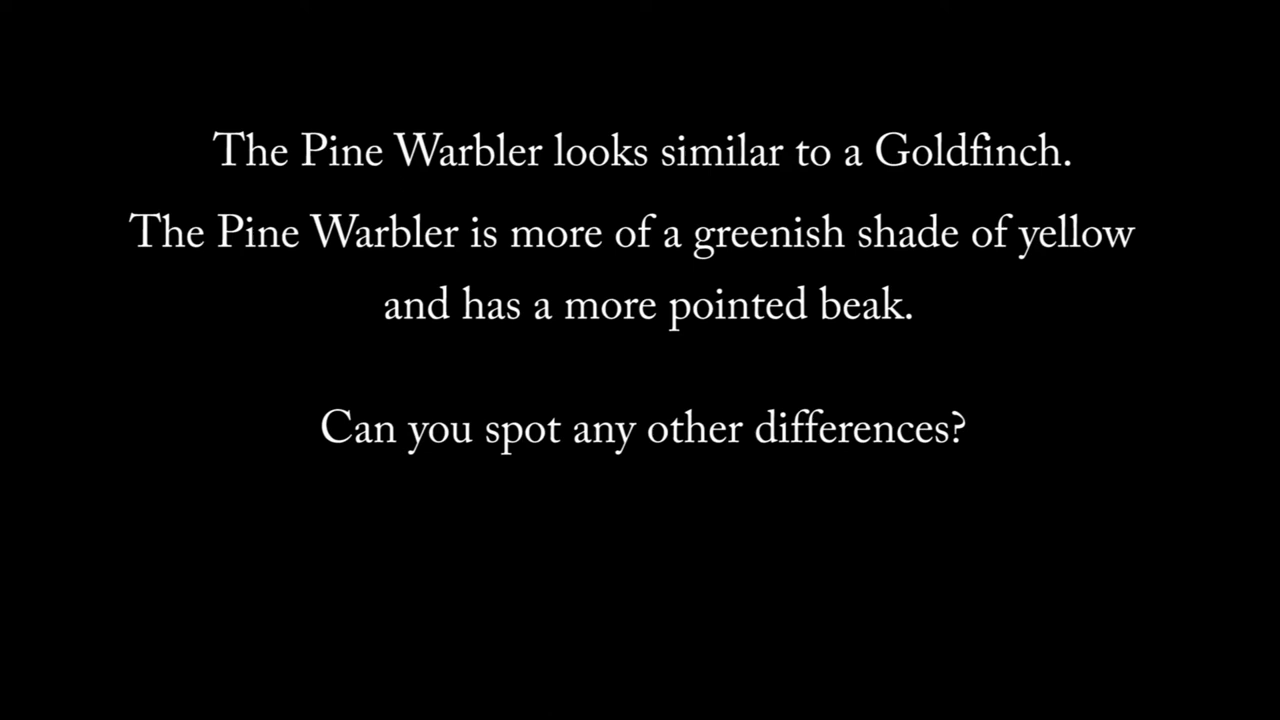 The Pine Warbler looks similar to a Goldfinch.
The Pine Warbler is more of a greenish shade of yellow
and has a more pointed beak.
Can you spot any other differences?